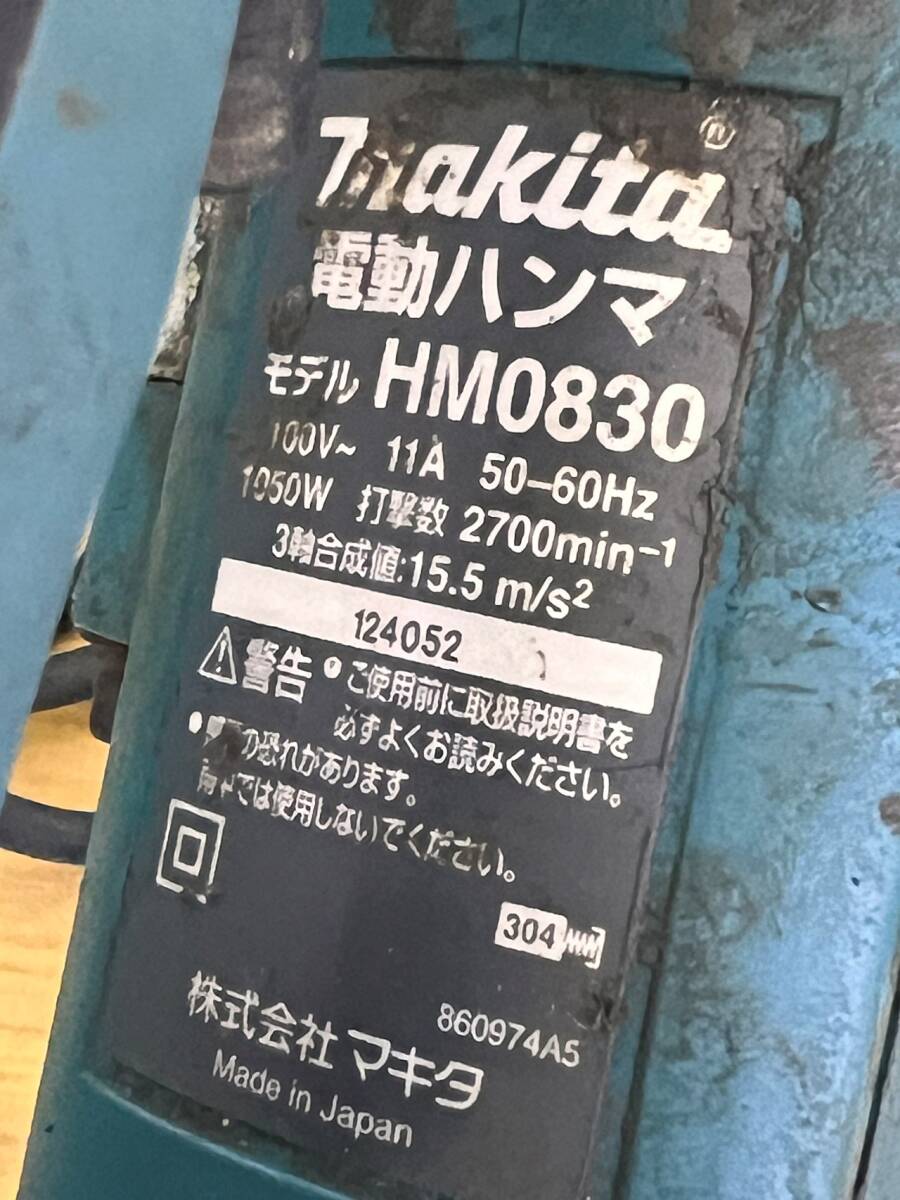 makita®
電動ハンマ
モデル HM0830
100V~ 11A 50-60Hz
1050W 打撃数 2700min⁻¹
3軸合成値:15.5 m/s²
124052
警告 • ご使用前に取扱説明書を
必ずよくお読みください。
• の恐れがあります。
では使用しないでください。
304
860974A5
株式会社 マキタ
Made in Japan